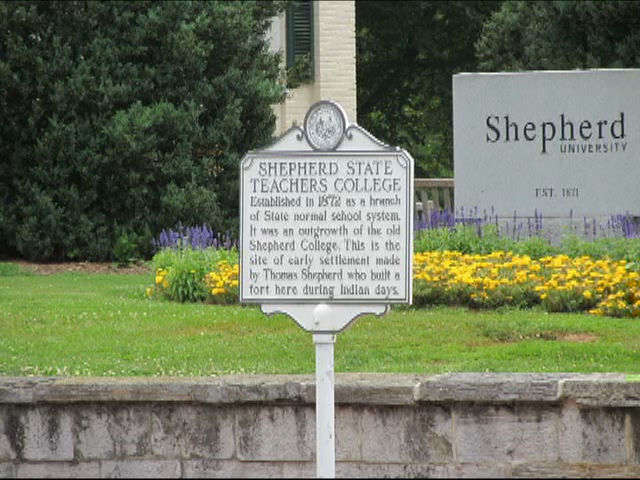 SHEPHERD STATE
TEACHERS COLLEGE
Established in 1872 as a branch
of State normal school system.
It was an outgrowth of the old
Shepherd College. This is the
site of early settlement made
by Thomas Shepherd who built a
fort here during Indian days.
Shepherd
UNIVERSITY
EST. 1871